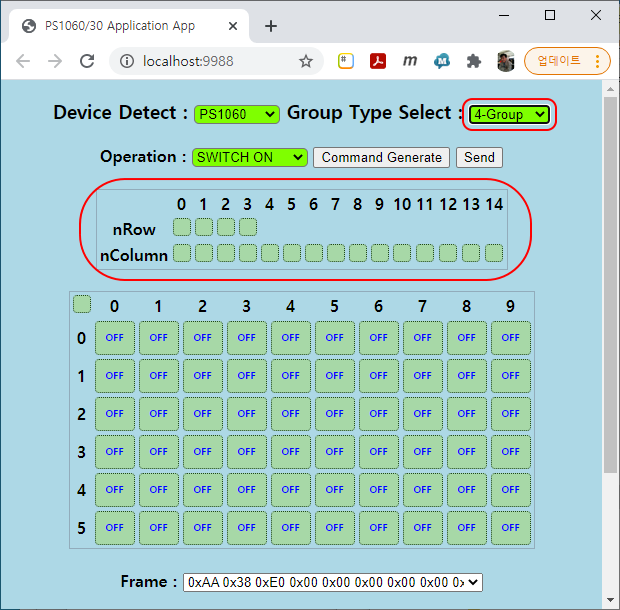 PS1060/30 Application App
localhost:9988
업데이트
Device Detect : PS1060 Group Type Select : 4-Group
Operation : SWITCH ON Command Generate Send
0 1 2 3 4 5 6 7 8 9 10 11 12 13 14
nRow
nColumn
0 1 2 3 4 5 6 7 8 9
0 OFF OFF OFF OFF OFF OFF OFF OFF OFF OFF
1 OFF OFF OFF OFF OFF OFF OFF OFF OFF OFF
2 OFF OFF OFF OFF OFF OFF OFF OFF OFF OFF
3 OFF OFF OFF OFF OFF OFF OFF OFF OFF OFF
4 OFF OFF OFF OFF OFF OFF OFF OFF OFF OFF
5 OFF OFF OFF OFF OFF OFF OFF OFF OFF OFF
Frame : 0xAA 0x38 0xE0 0x00 0x00 0x00 0x00 0x00 0x